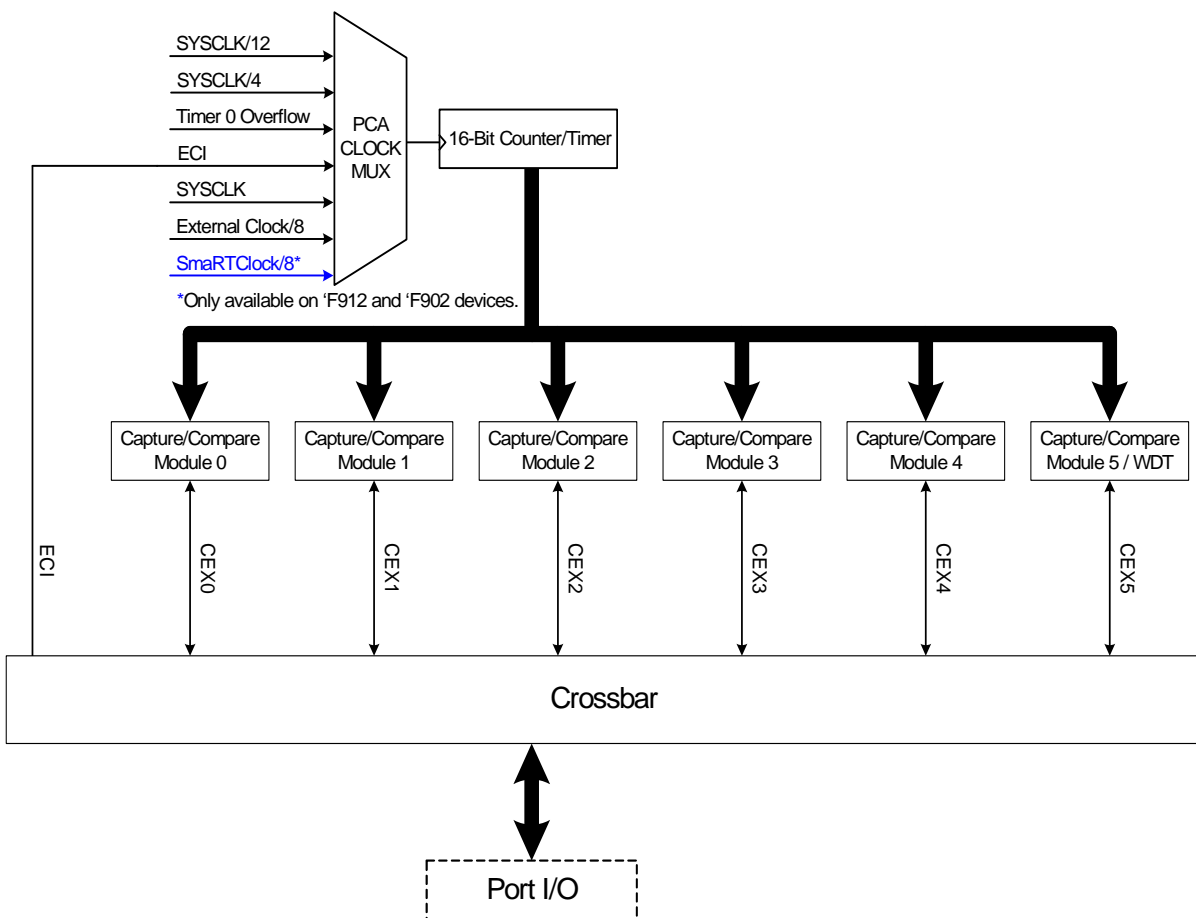 SYSCLK/12
SYSCLK/4
Timer 0 Overflow
ECI
SYSCLK
External Clock/8
SmaRTClock/8*
PCA
CLOCK
MUX
16-Bit Counter/Timer
*Only available on ‘F912 and ‘F902 devices.
Capture/Compare
Module 0
Capture/Compare
Module 1
Capture/Compare
Module 2
Capture/Compare
Module 3
Capture/Compare
Module 4
Capture/Compare
Module 5 / WDT
ECI
CEX0
CEX1
CEX2
CEX3
CEX4
CEX5
Crossbar
Port I/O